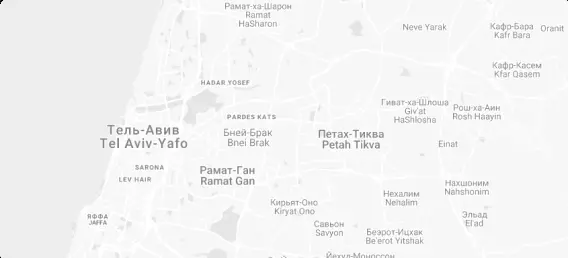 Рамат-ха-Шарон
Ramat
HaSharon
Neve Yarak
Кафр-Бара
Kafr Bara
Oranit
Кафр-Касем
Kfar Qasem
HADAR YOSEF
Гиват-ха-Шлоша
Giv'at
HaShlosha
Рош-ха-Аин
Rosh Haayin
PARDES KATS
Тель-Авив
Tel Aviv-Yafo
Бней-Брак
Bnei Brak
Петах-Тиква
Petah Tikva
Einat
SARONA
LEV HAIR
Рамат-Ган
Ramat Gan
Нехалим
Nehalim
Нахшоним
Nahshonim
Кирьят-Оно
Kiryat Ono
ЯФФА
JAFFA
Савьон
Savyon
Беэрот-Ицхак
Be'erot Yitshak
Эльад
El'ad
Йехуд-Моноссон